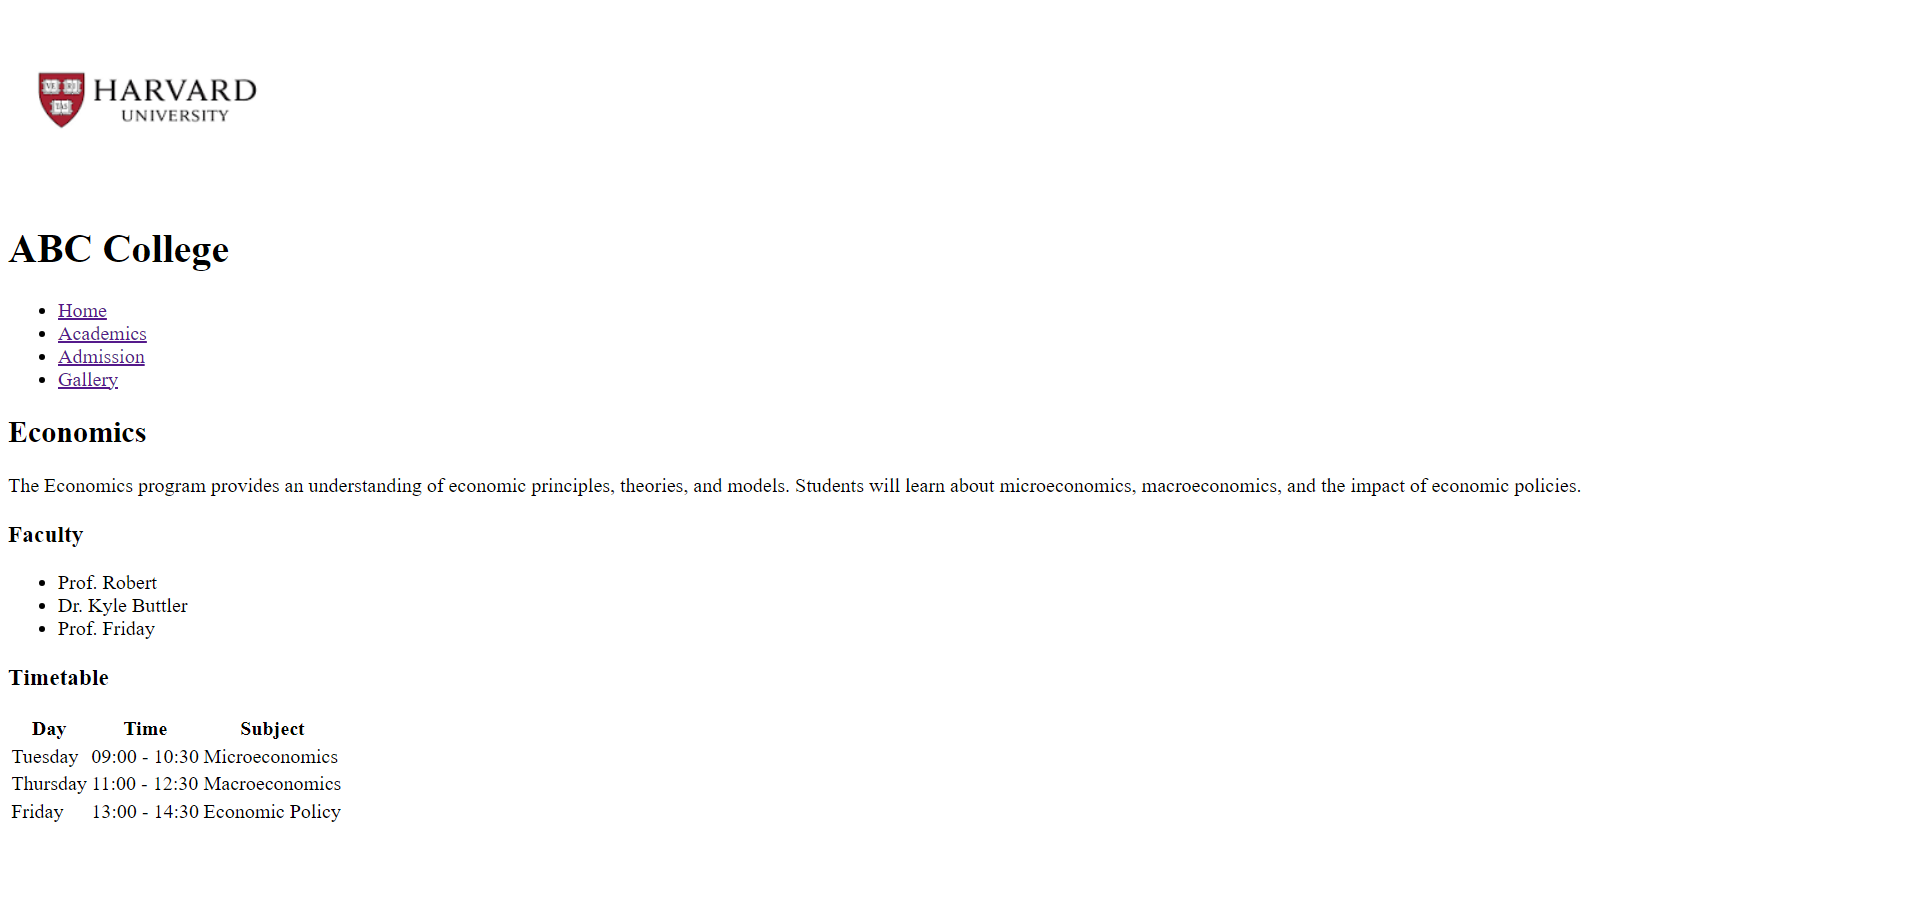 HARVARD
UNIVERSITY
ABC College
Home
Academics
Admission
Gallery
Economics
The Economics program provides an understanding of economic principles, theories, and models. Students will learn about microeconomics, macroeconomics, and the impact of economic policies.
Faculty
Prof. Robert
Dr. Kyle Buttler
Prof. Friday
Timetable
Day Time Subject
Tuesday 09:00 - 10:30 Microeconomics
Thursday 11:00 - 12:30 Macroeconomics
Friday 13:00 - 14:30 Economic Policy